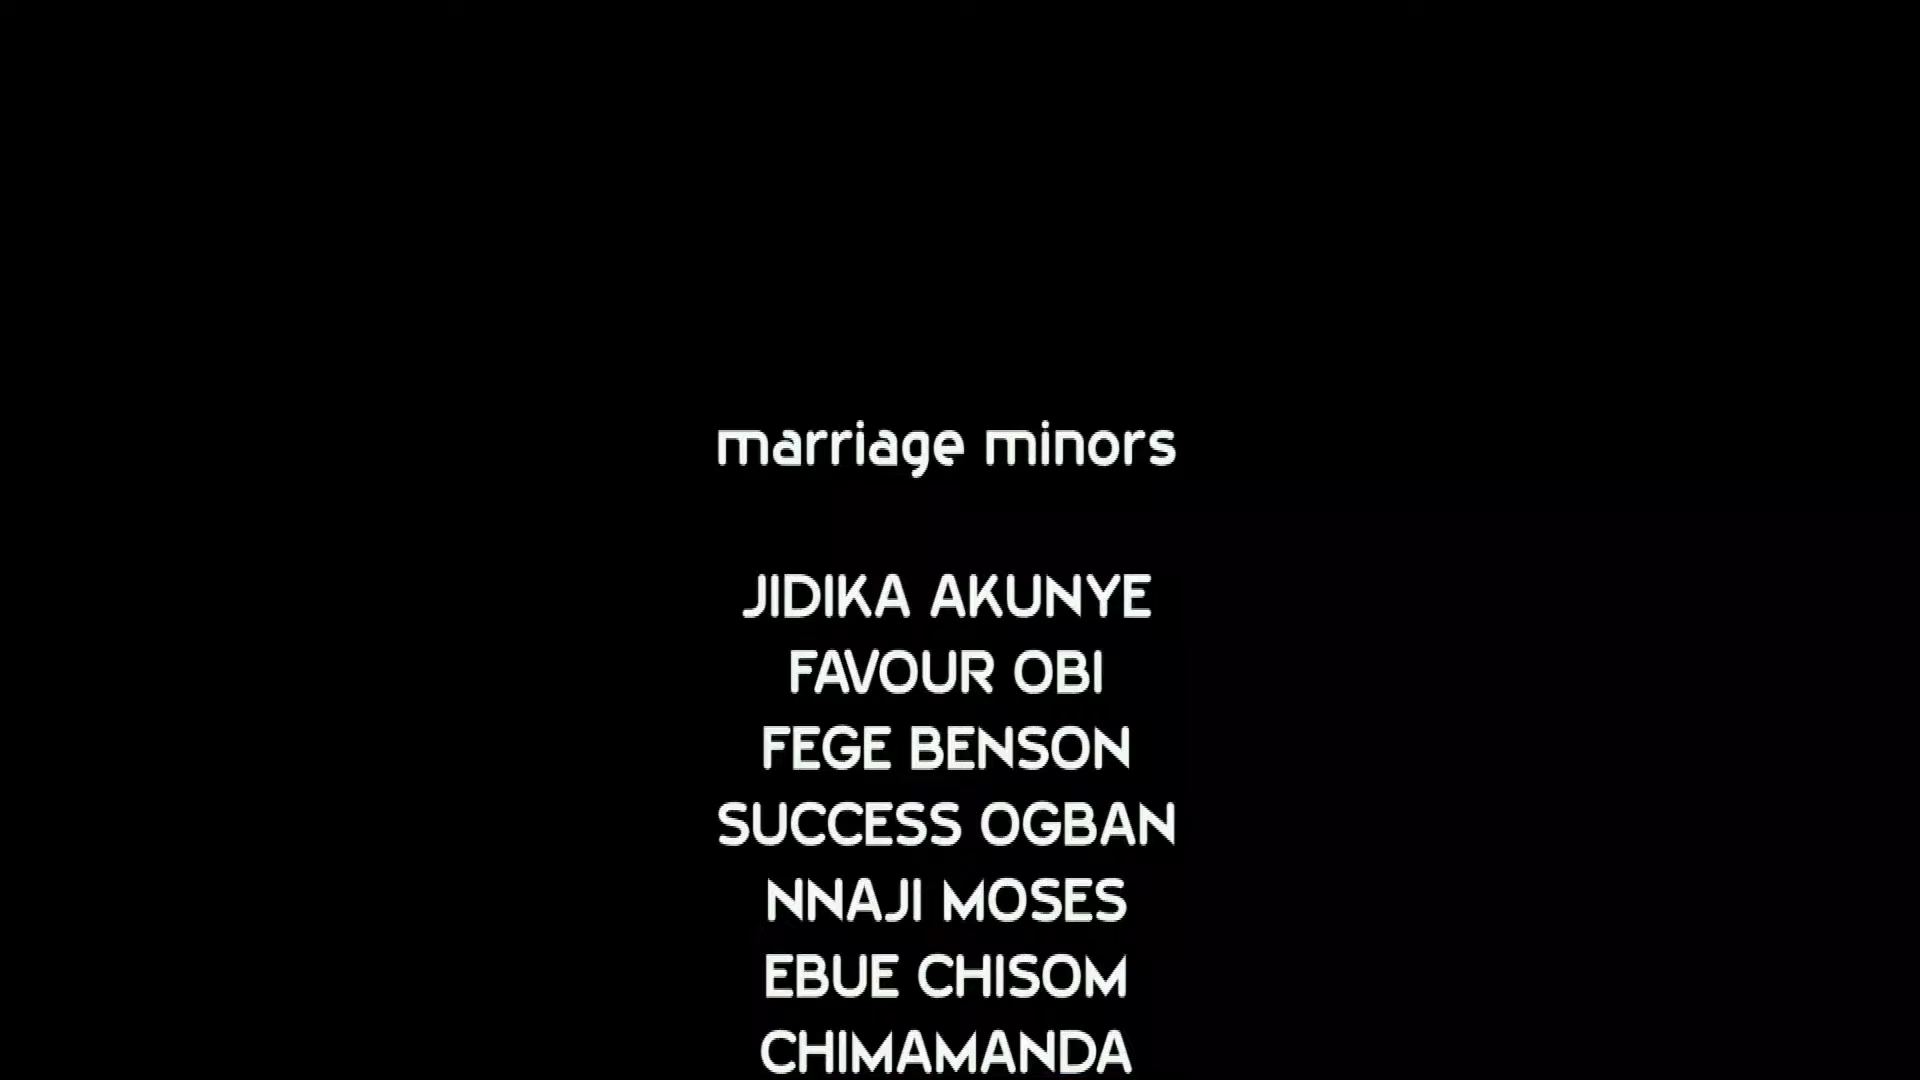 marriage minors
JIDIKA AKUNYE
FAVOUR OBI
FEGE BENSON
SUCCESS OGBAN
NNAJI MOSES
EBUE CHISOM
CHIMAMANDA